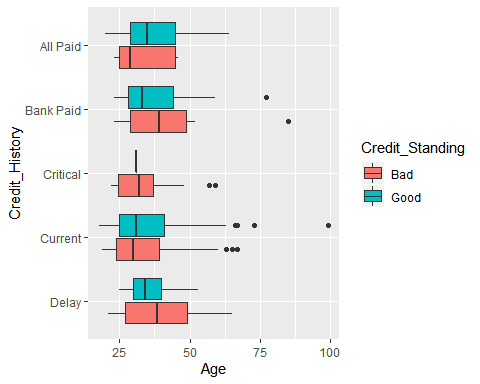 Credit_History
All Paid
Bank Paid
Critical
Current
Delay
25
50
75
100
Age
Credit_Standing
Bad
Good